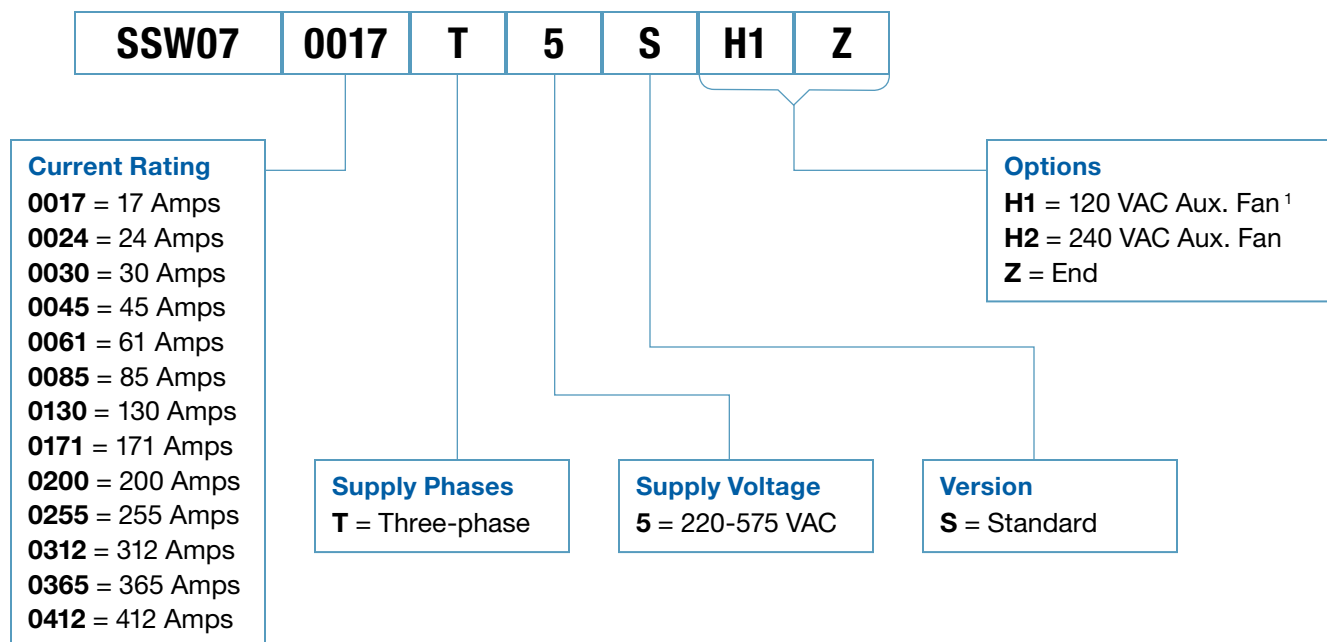 SSW07 0017 T 5 S H1 Z
Current Rating
0017 = 17 Amps
0024 = 24 Amps
0030 = 30 Amps
0045 = 45 Amps
0061 = 61 Amps
0085 = 85 Amps
0130 = 130 Amps
0171 = 171 Amps
0200 = 200 Amps
0255 = 255 Amps
0312 = 312 Amps
0365 = 365 Amps
0412 = 412 Amps
Supply Phases
T = Three-phase
Supply Voltage
5 = 220-575 VAC
Version
S = Standard
Options
H1 = 120 VAC Aux. Fan ¹
H2 = 240 VAC Aux. Fan
Z = End